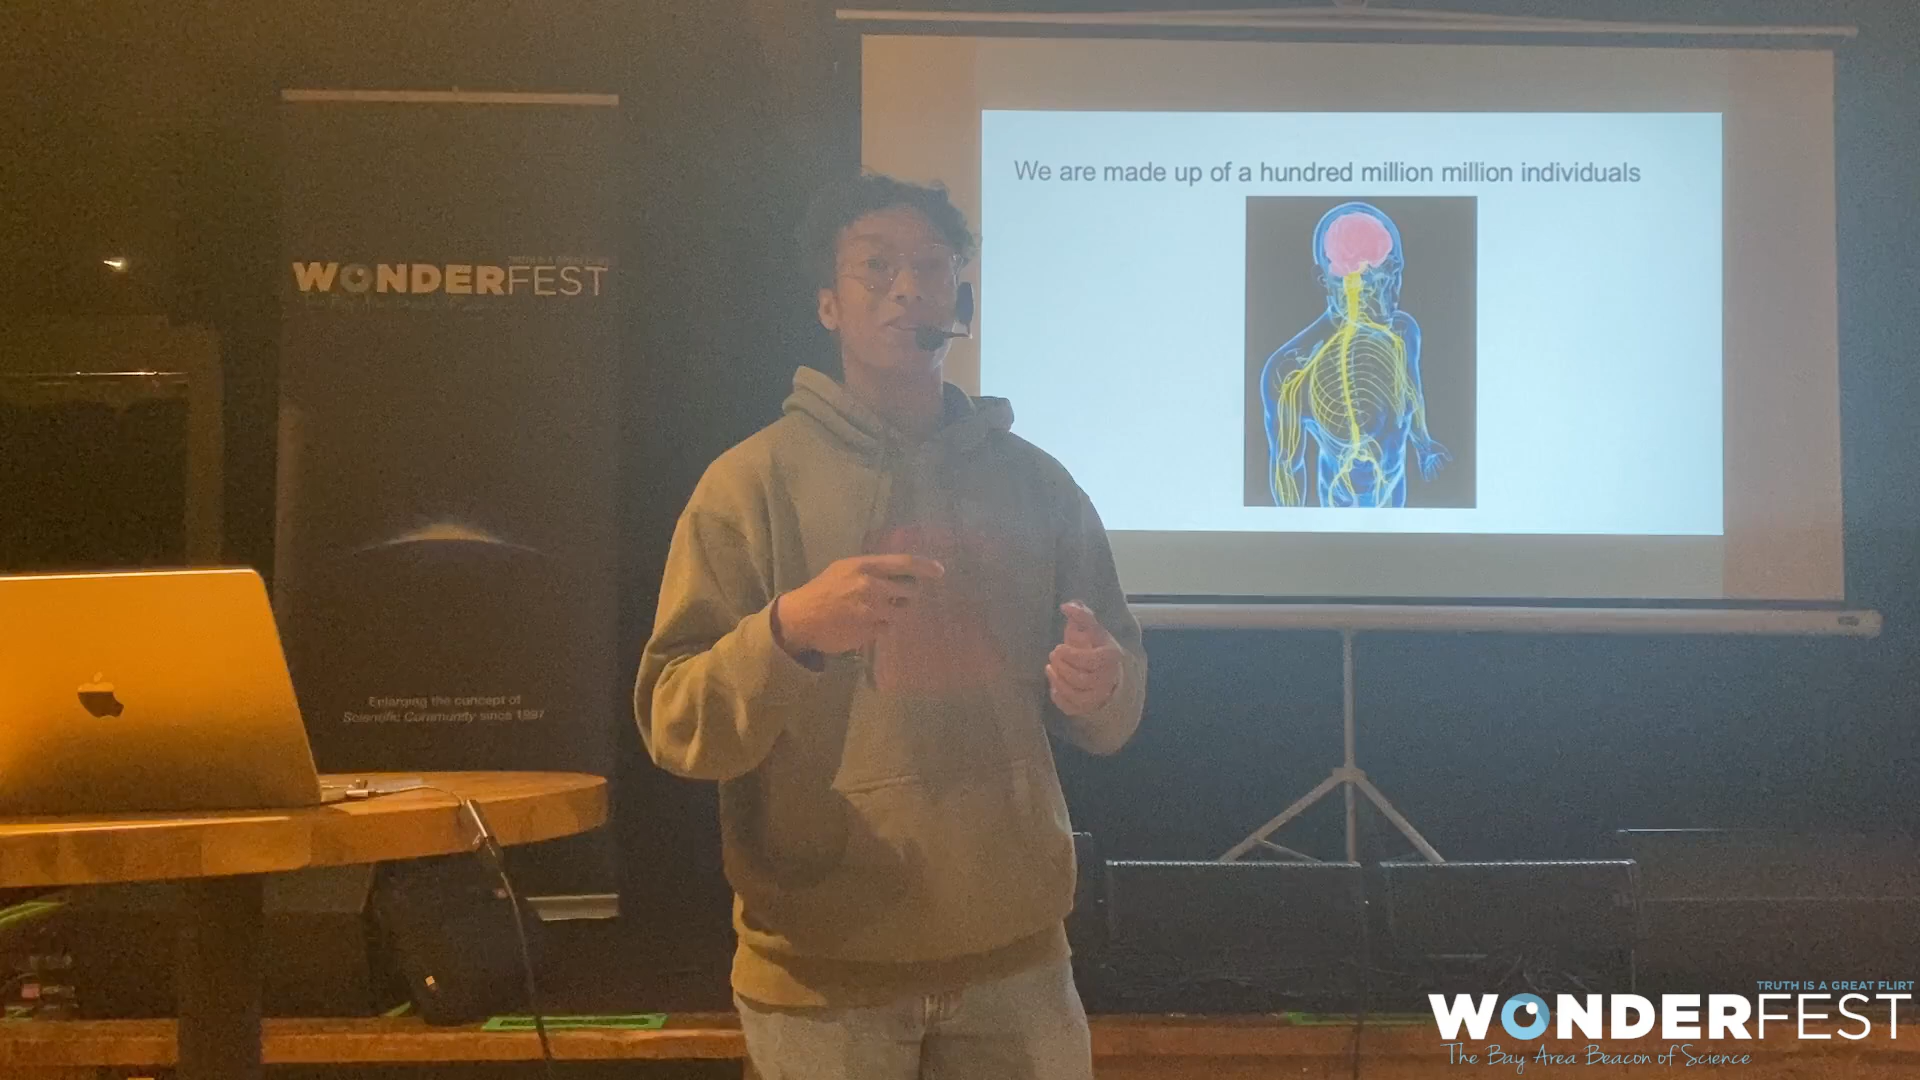 We are made up of a hundred million million individuals
WONDERFEST
Enlarging the concept of
Scientific Community since 1997
TRUTH IS A GREAT FLIRT
WONDERFEST
The Bay Area Beacon of Science